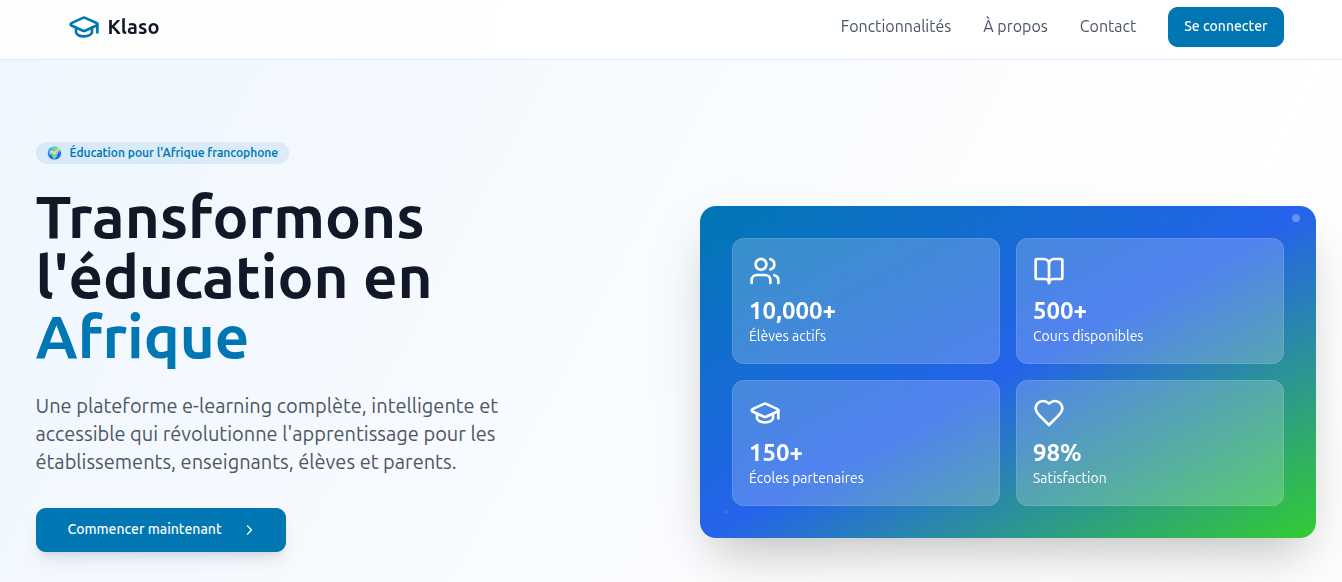 Klaso
Fonctionnalités
À propos
Contact
Se connecter
Éducation pour l'Afrique francophone
Transformons
l'éducation en
Afrique
Une plateforme e-learning complète, intelligente et
accessible qui révolutionne l'apprentissage pour les
établissements, enseignants, élèves et parents.
Commencer maintenant
10,000+
Élèves actifs
500+
Cours disponibles
150+
Écoles partenaires
98%
Satisfaction